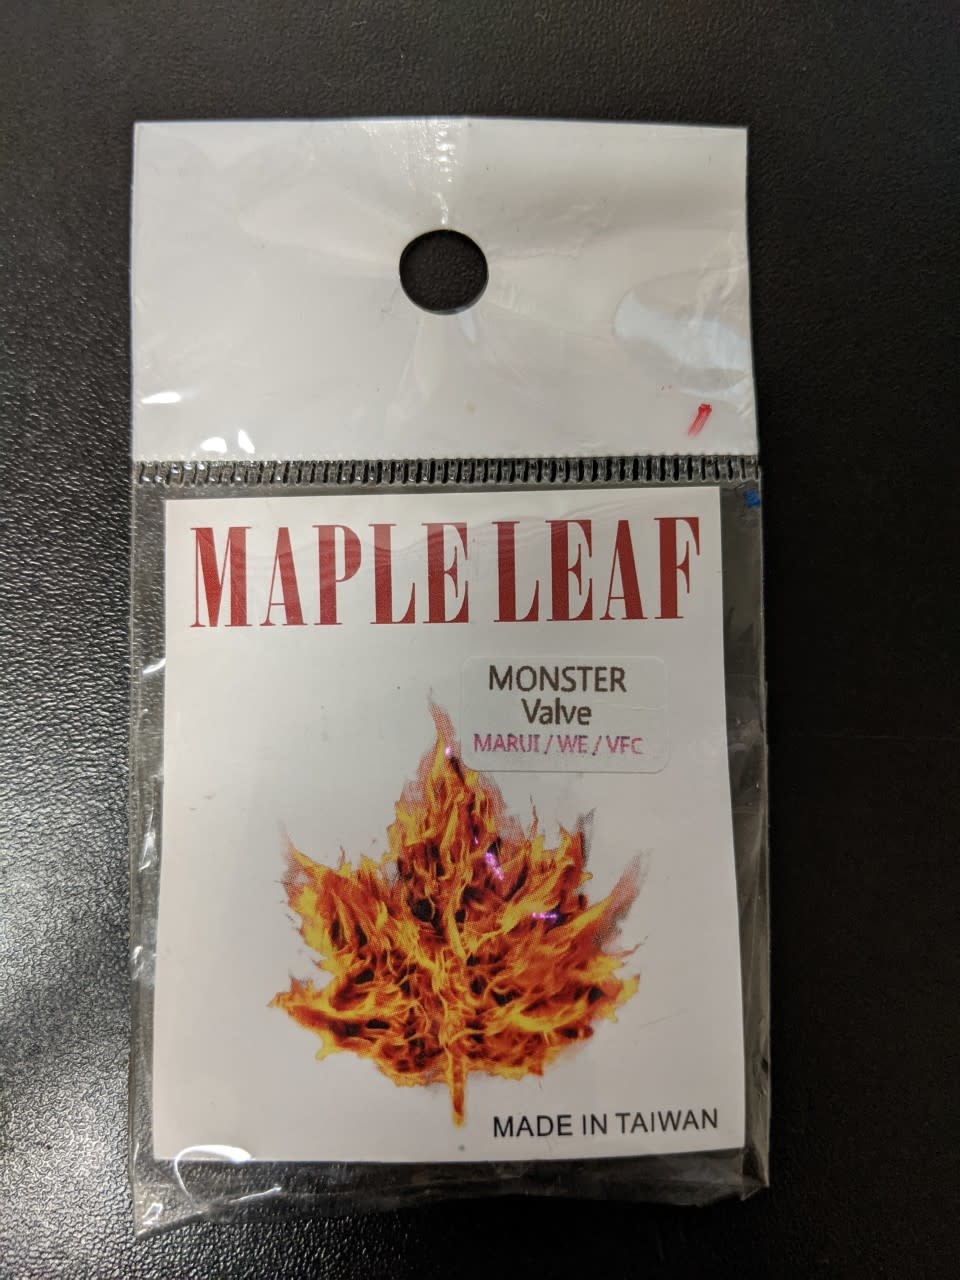 MAPLE LEAF
MONSTER
Valve
MARUI / WE / VFC
MADE IN TAIWAN